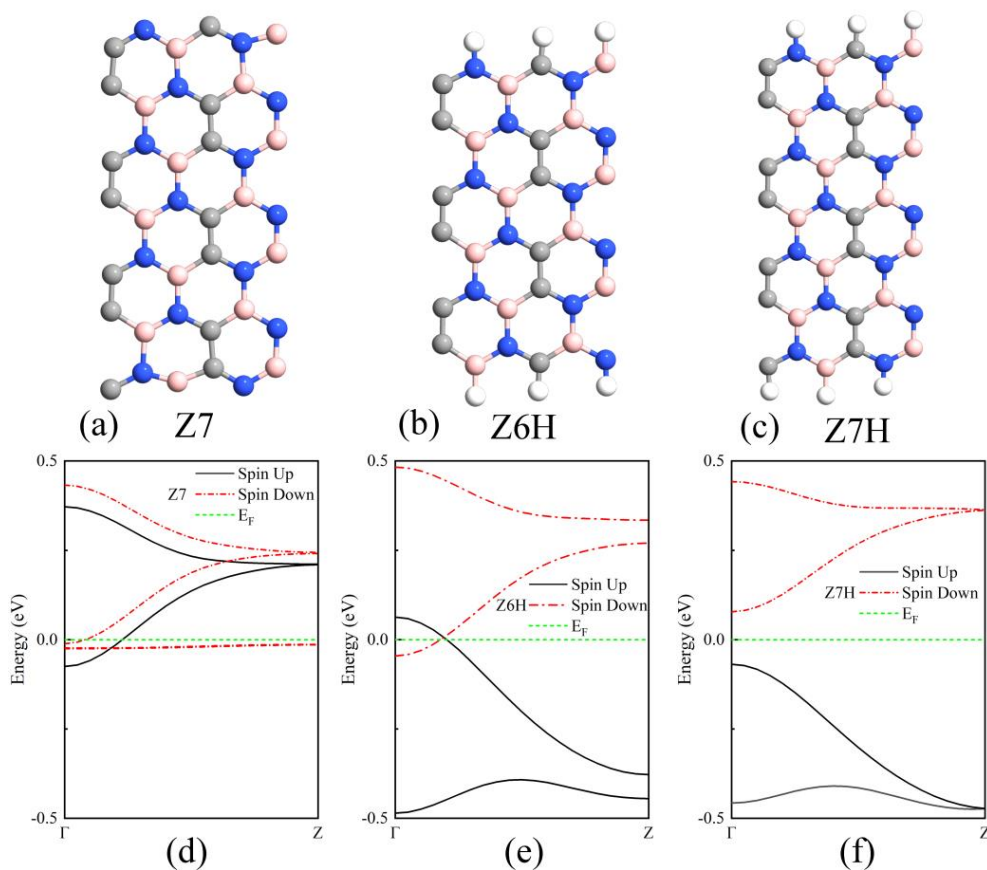 (a) Z7
(b) Z6H
(c) Z7H
0.5
0.0
-0.5
Energy (eV)
Γ
Z
Z7
Spin Up
Spin Down
E_F
(d)
0.5
0.0
-0.5
Energy (eV)
Γ
Z
Z6H
Spin Up
Spin Down
E_F
(e)
0.5
0.0
-0.5
Energy (eV)
Γ
Z
Z7H
Spin Up
Spin Down
E_F
(f)